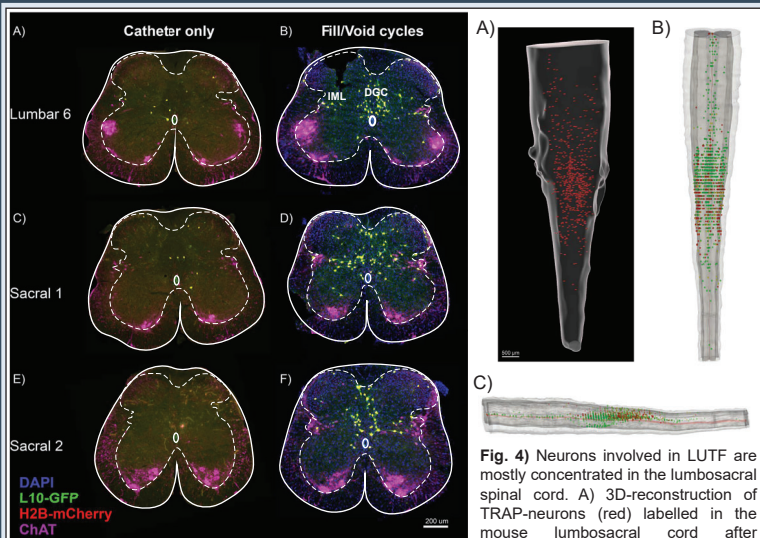 A)
Catheter only
B)
Fill/Void cycles
Lumbar 6
IML
DGC
C)
D)
Sacral 1
E)
F)
Sacral 2
DAPI
L10-GFP
H2B-mCherry
ChAT
200 um
A)
B)
500 um
C)
Fig. 4) Neurons involved in LUTF are
mostly concentrated in the lumbosacral
spinal cord. A) 3D-reconstruction of
TRAP-neurons (red) labelled in the
mouse lumbosacral cord after